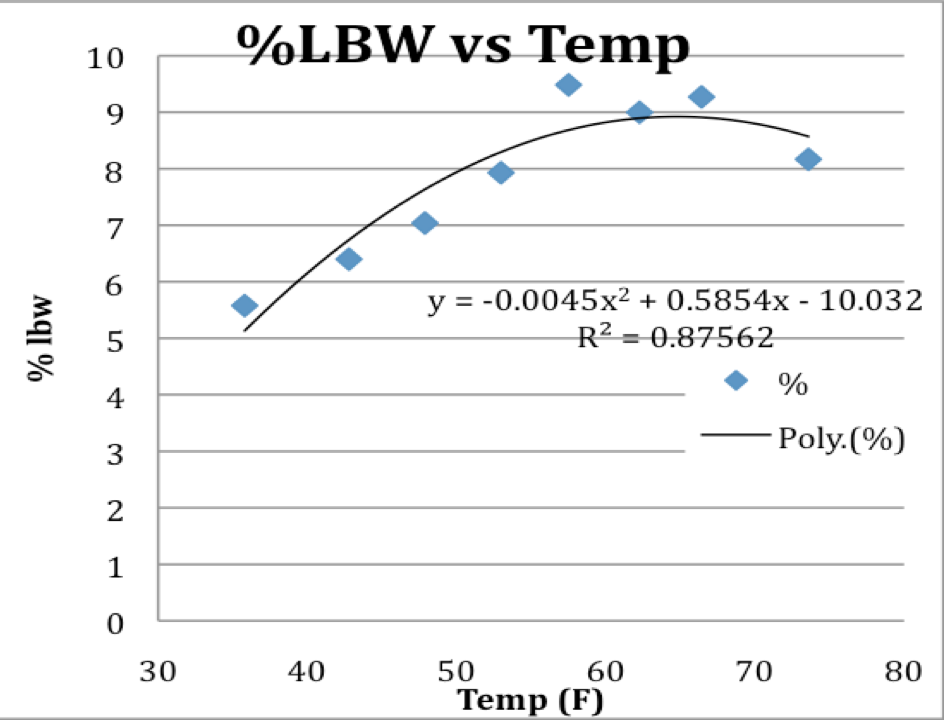 %LBW vs Temp
10
9
8
7
6
5
4
3
2
1
0
% lbw
y = -0.0045x² + 0.5854x - 10.032
R² = 0.87562
%
Poly.(%)
30 40 50 60 70 80
Temp (F)